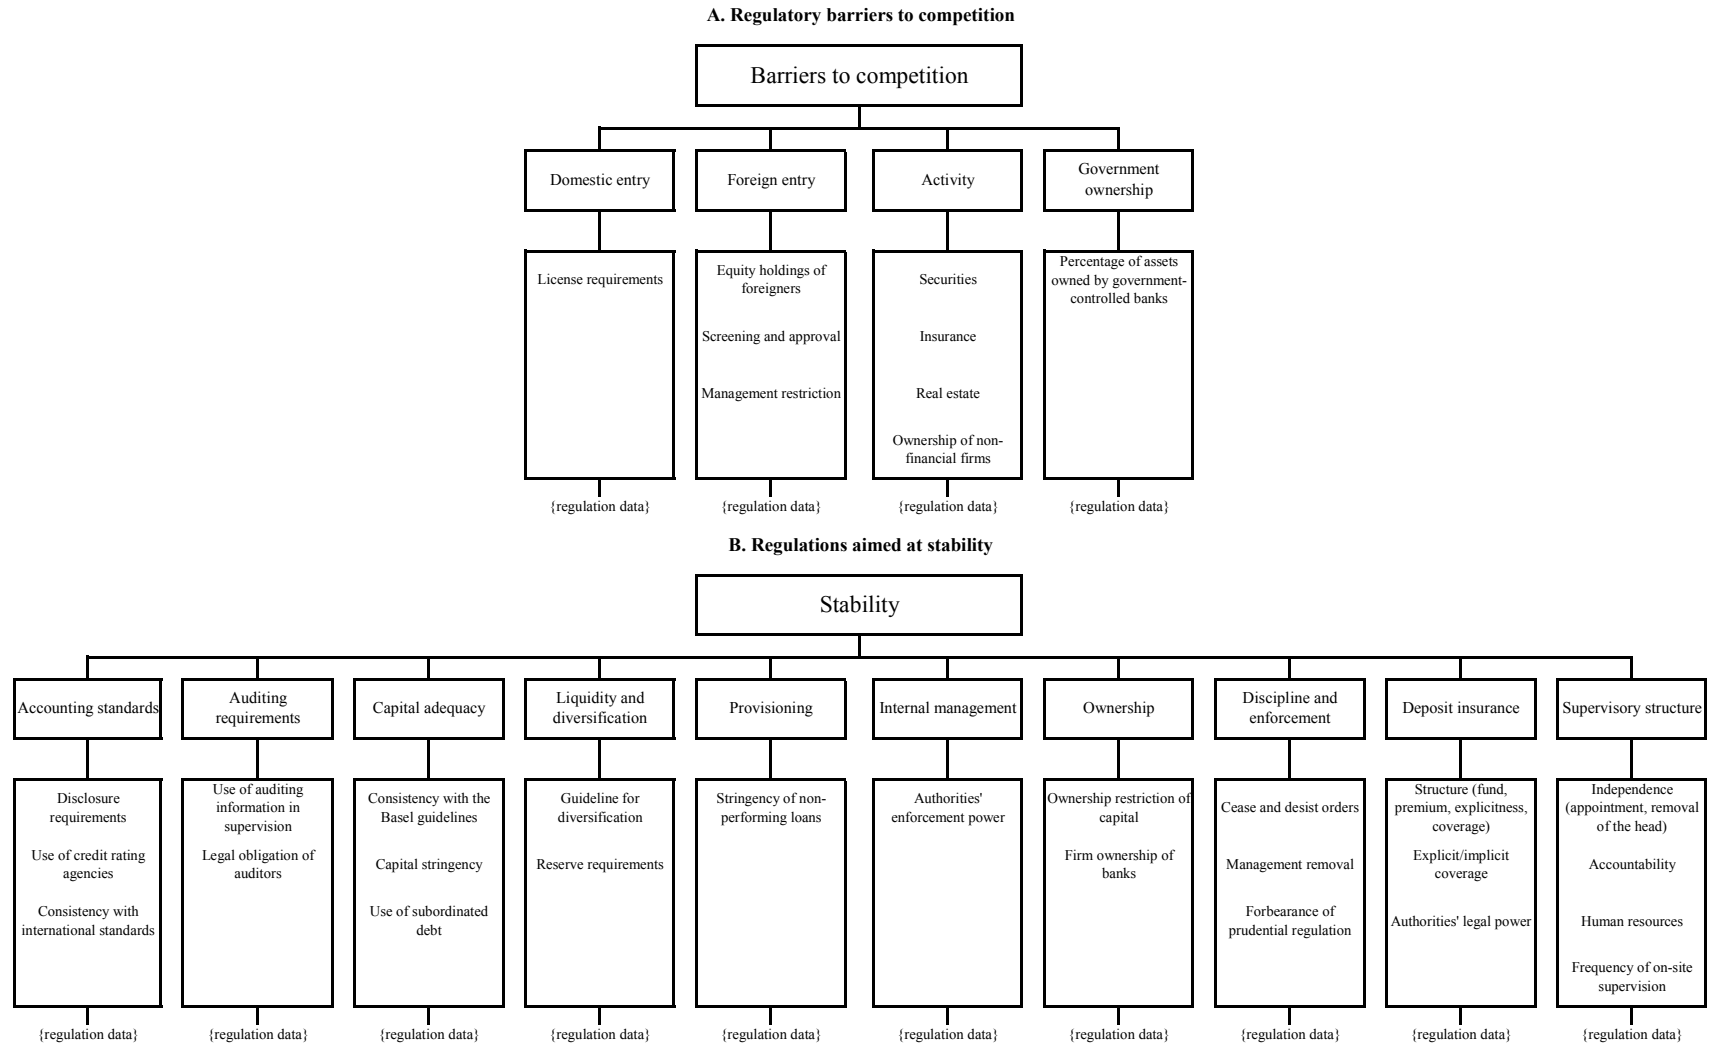 A. Regulatory barriers to competition
Barriers to competition
Domestic entry
Foreign entry
Activity
Government
ownership
License requirements
Equity holdings of
foreigners
Screening and approval
Management restriction
Securities
Insurance
Real estate
Ownership of non-
financial firms
Percentage of assets
owned by government-
controlled banks
{regulation data}
{regulation data}
{regulation data}
{regulation data}
B. Regulations aimed at stability
Stability
Accounting standards
Auditing
requirements
Capital adequacy
Liquidity and
diversification
Provisioning
Internal management
Ownership
Discipline and
enforcement
Deposit insurance
Supervisory structure
Disclosure
requirements
Use of credit rating
agencies
Consistency with
international standards
Use of auditing
information in
supervision
Legal obligation of
auditors
Consistency with the
Basel guidelines
Capital stringency
Use of subordinated
debt
Guideline for
diversification
Reserve requirements
Stringency of non-
performing loans
Authorities'
enforcement power
Ownership restriction of
capital
Firm ownership of
banks
Cease and desist orders
Management removal
Forbearance of
prudential regulation
Structure (fund,
premium, explicitness,
coverage)
Explicit/implicit
coverage
Authorities' legal power
Independence
(appointment, removal
of the head)
Accountability
Human resources
Frequency of on-site
supervision
{regulation data}
{regulation data}
{regulation data}
{regulation data}
{regulation data}
{regulation data}
{regulation data}
{regulation data}
{regulation data}
{regulation data}